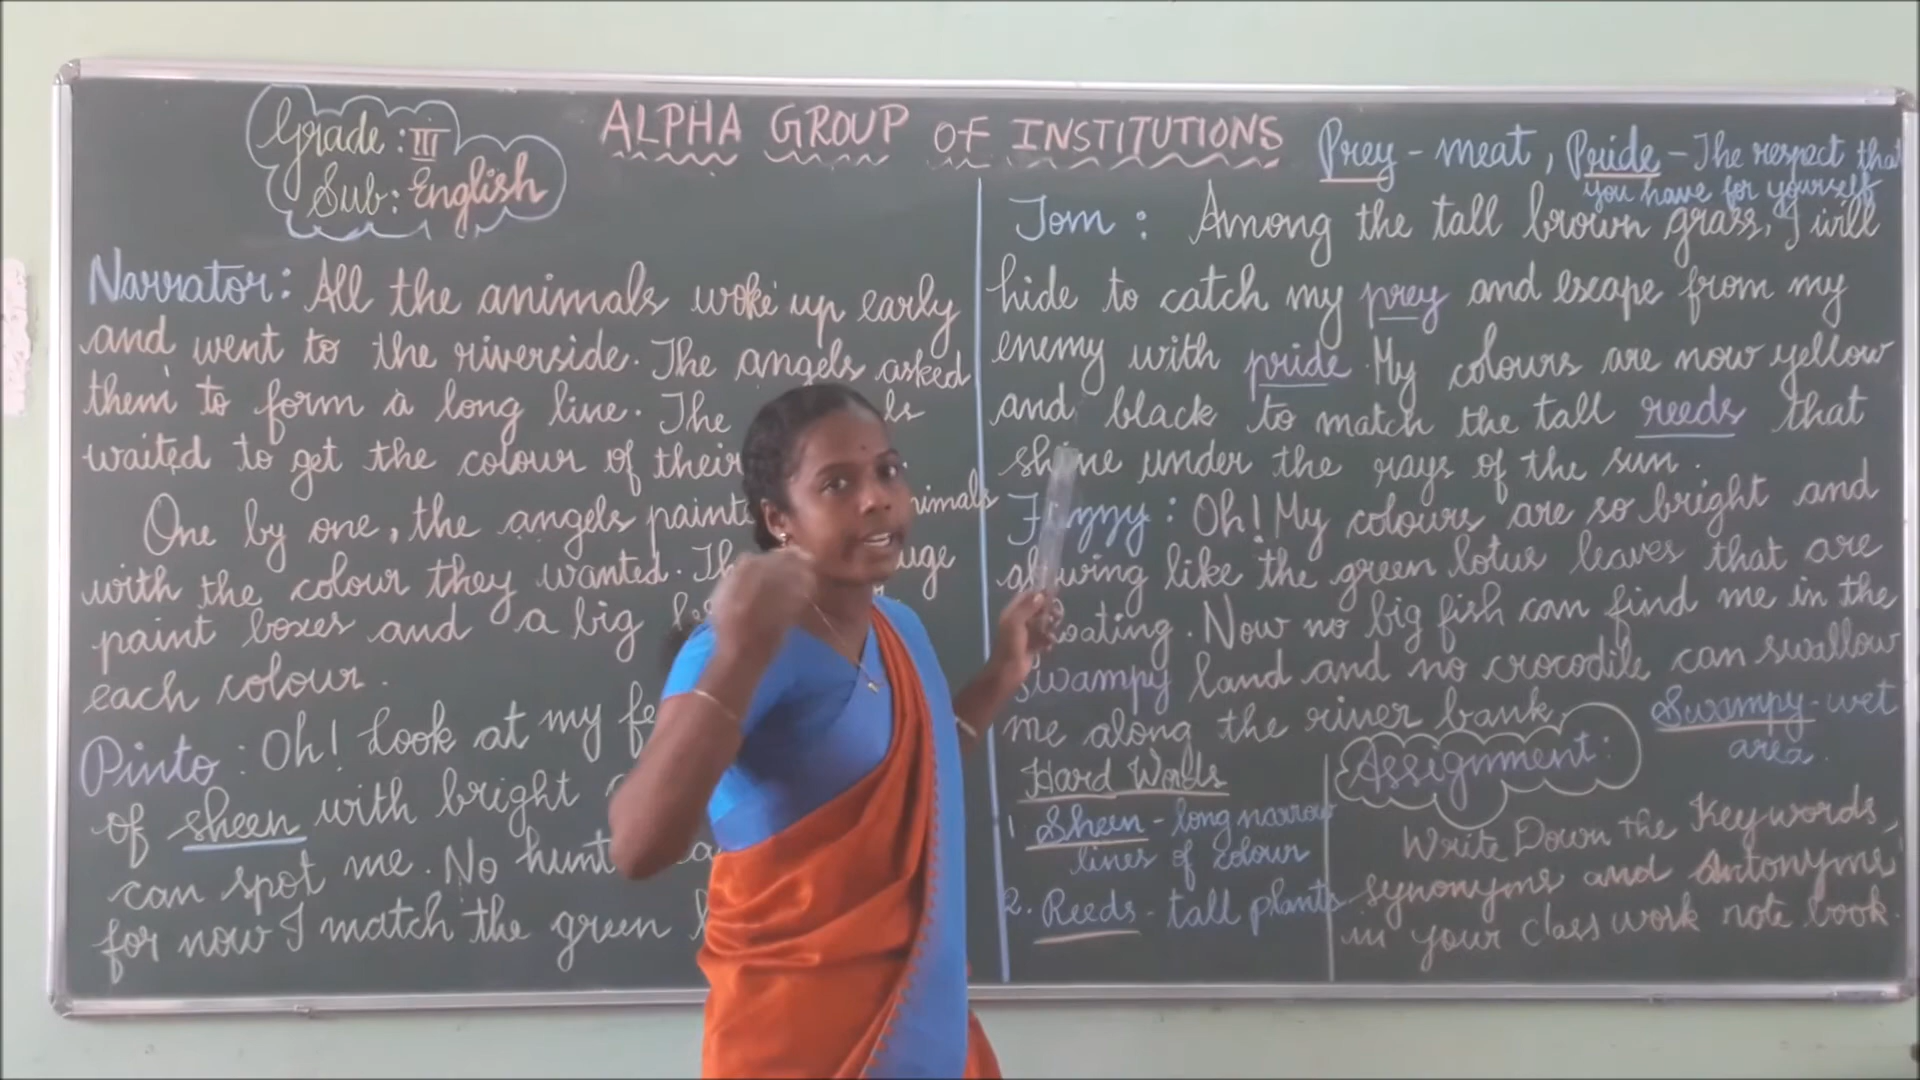 Grade : III
Sub : English
ALPHA GROUP OF INSTITUTIONS
Prey - meat, Pride - The respect that
you have for yourself
Narrator: All the animals woke up early
and went to the riverside. The angels asked
them to form a long line. The ls
waited to get the colour of their
One by one, the angels paint nimals
with the colour they wanted. Th uge
paint boxes and a big
each colour.
Pinto : Oh! Look at my fe
of sheen with bright
can spot me. No hunt
for now I match the green
Tom : Among the tall brown grass, I will
hide to catch my prey and escape from my
enemy with pride. My colours are now yellow
and black to match the tall reeds that
shine under the rays of the sun.
: Oh! My colours are so bright and
glowing like the green lotus leaves that are
oating. Now no big fish can find me in the
swampy land and no crocodile can swallow
me along the river bank.
Swampy - wet
area.
Hard Words
1. Sheen - long narrow
lines of colour
2. Reeds - tall plants
Assignment :
Write Down the Key words,
synonyms and Antonyms
in your class work note book.